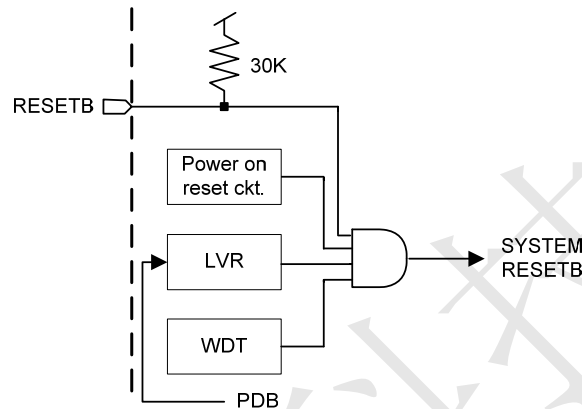 30K
RESETB
Power on
reset ckt.
LVR
WDT
SYSTEM
RESETB
PDB